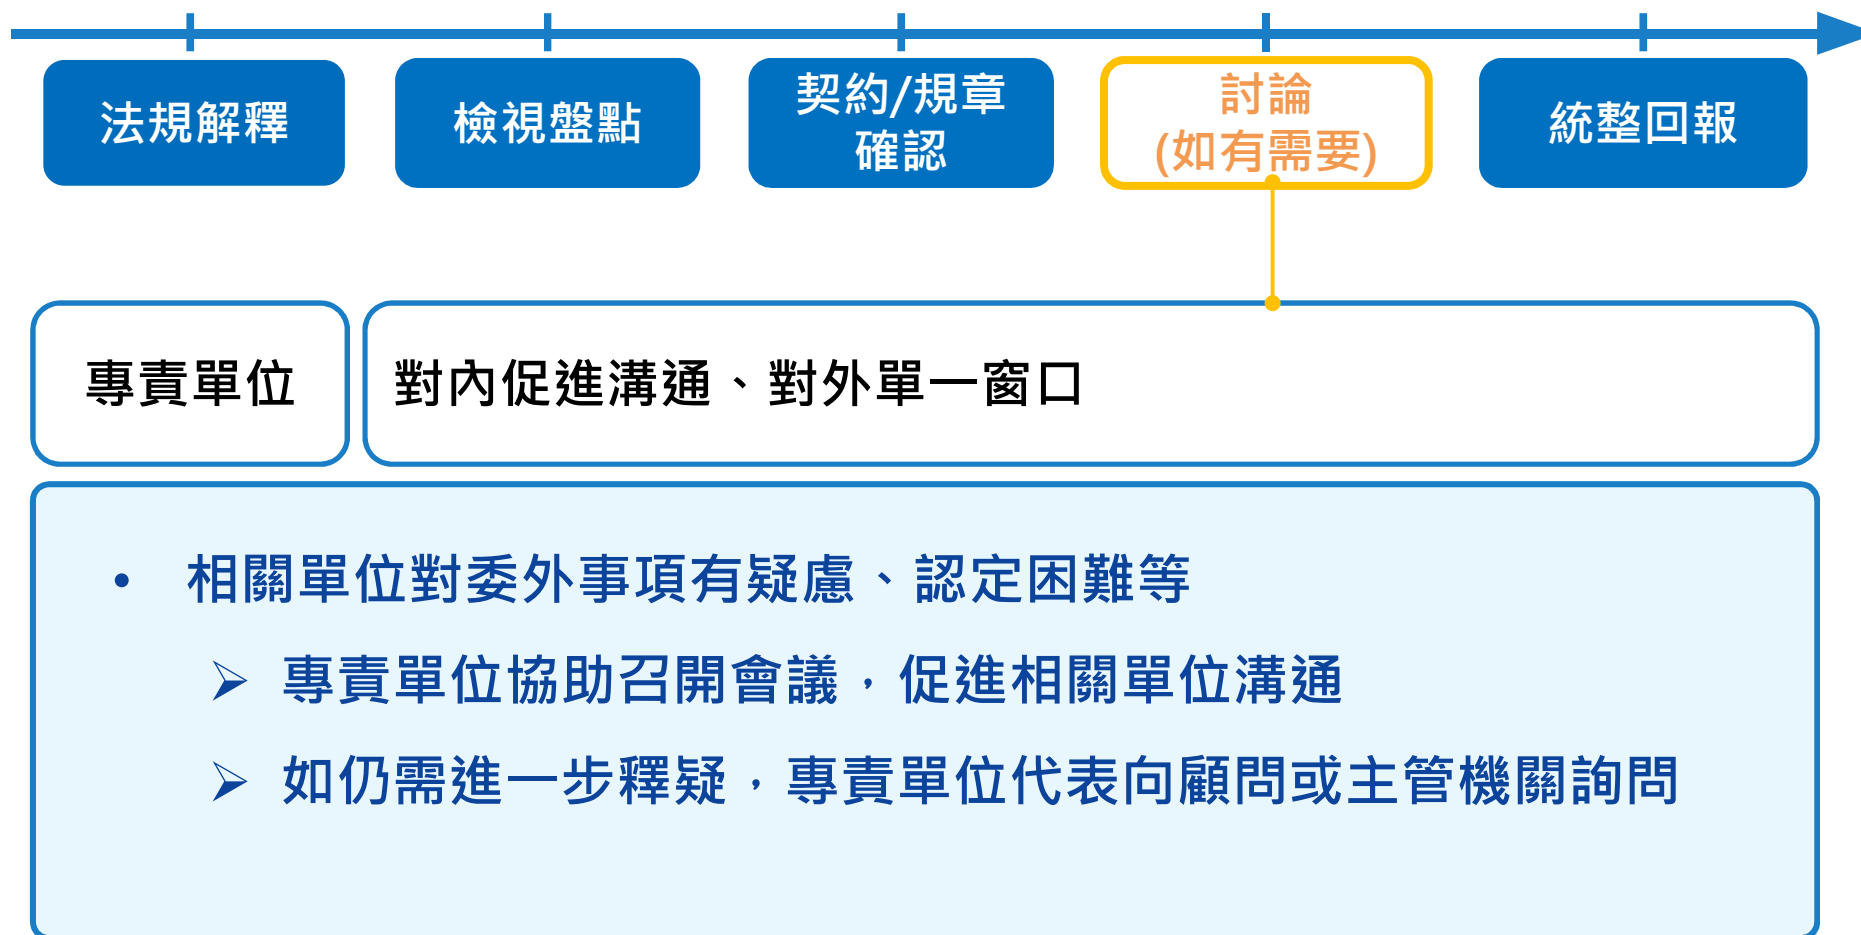 法規解釋
檢視盤點
契約/規章
確認
討論
(如有需要)
統整回報
專責單位
對內促進溝通、對外單一窗口
• 相關單位對委外事項有疑慮、認定困難等
➢ 專責單位協助召開會議，促進相關單位溝通
➢ 如仍需進一步釋疑，專責單位代表向顧問或主管機關詢問